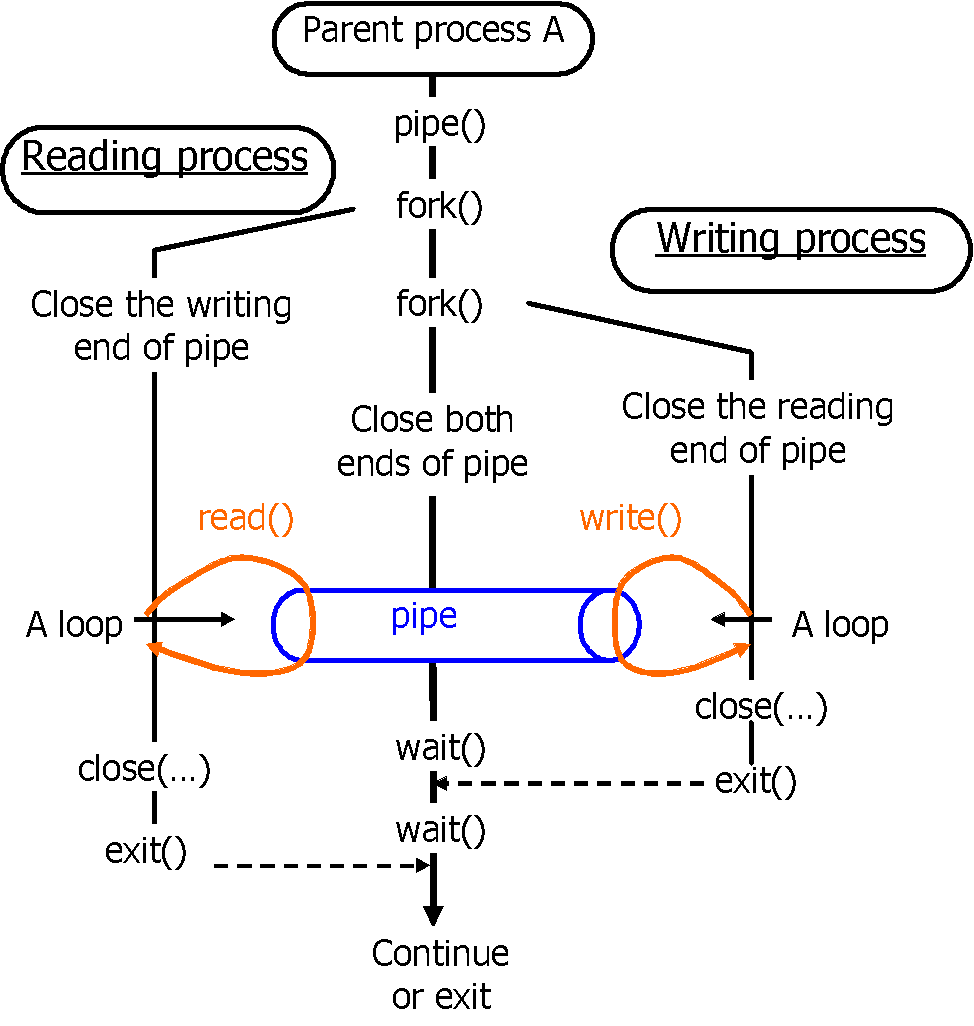 Parent process A
pipe()
Reading process
fork()
Writing process
Close the writing
end of pipe
fork()
Close both
ends of pipe
Close the reading
end of pipe
read()
write()
A loop
pipe
A loop
close(...)
wait()
close(...)
exit()
wait()
exit()
Continue
or exit